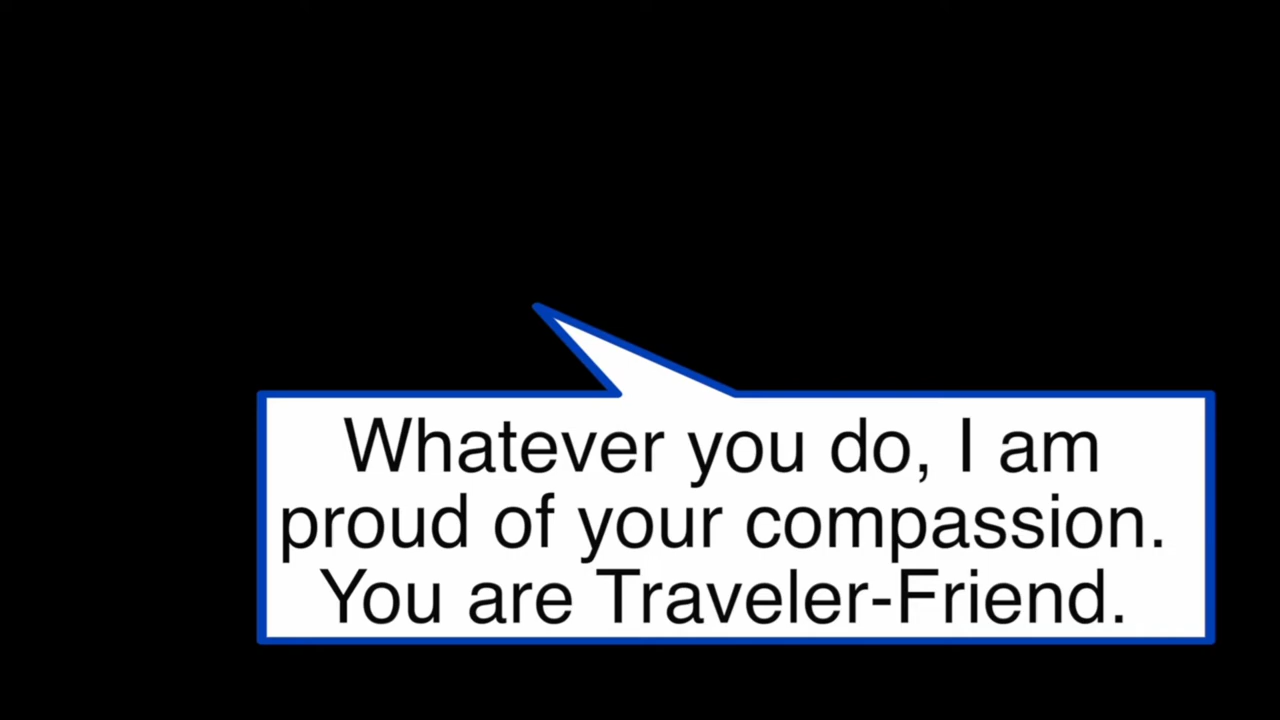 Whatever you do, I am
proud of your compassion.
You are Traveler-Friend.